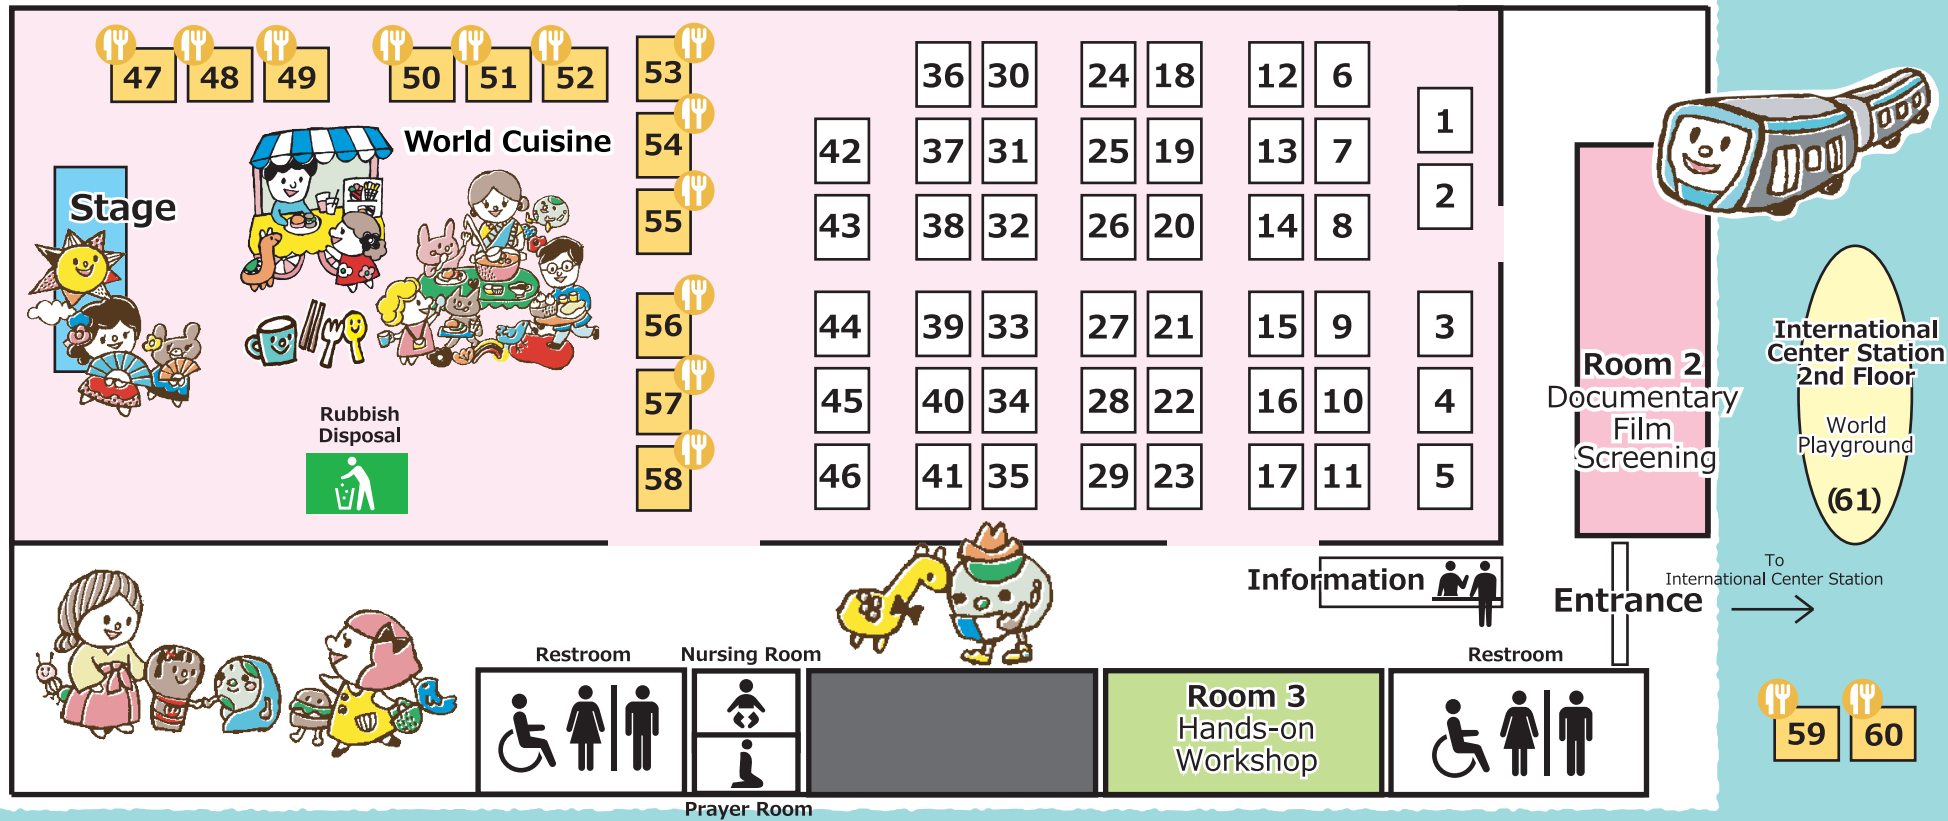 47 48 49 50 51 52 53
36 30 24 18 12 6
1
54
World Cuisine
42 37 31 25 19 13 7
2
Stage
55
43 38 32 26 20 14 8
56
44 39 33 27 21 15 9 3
57
45 40 34 28 22 16 10 4
58
46 41 35 29 23 17 11 5
Rubbish
Disposal
Room 2
Documentary
Film
Screening
International
Center Station
2nd Floor
World
Playground
(61)
To
International Center Station
Information
Entrance
Restroom
Nursing Room
Prayer Room
Room 3
Hands-on
Workshop
Restroom
59 60